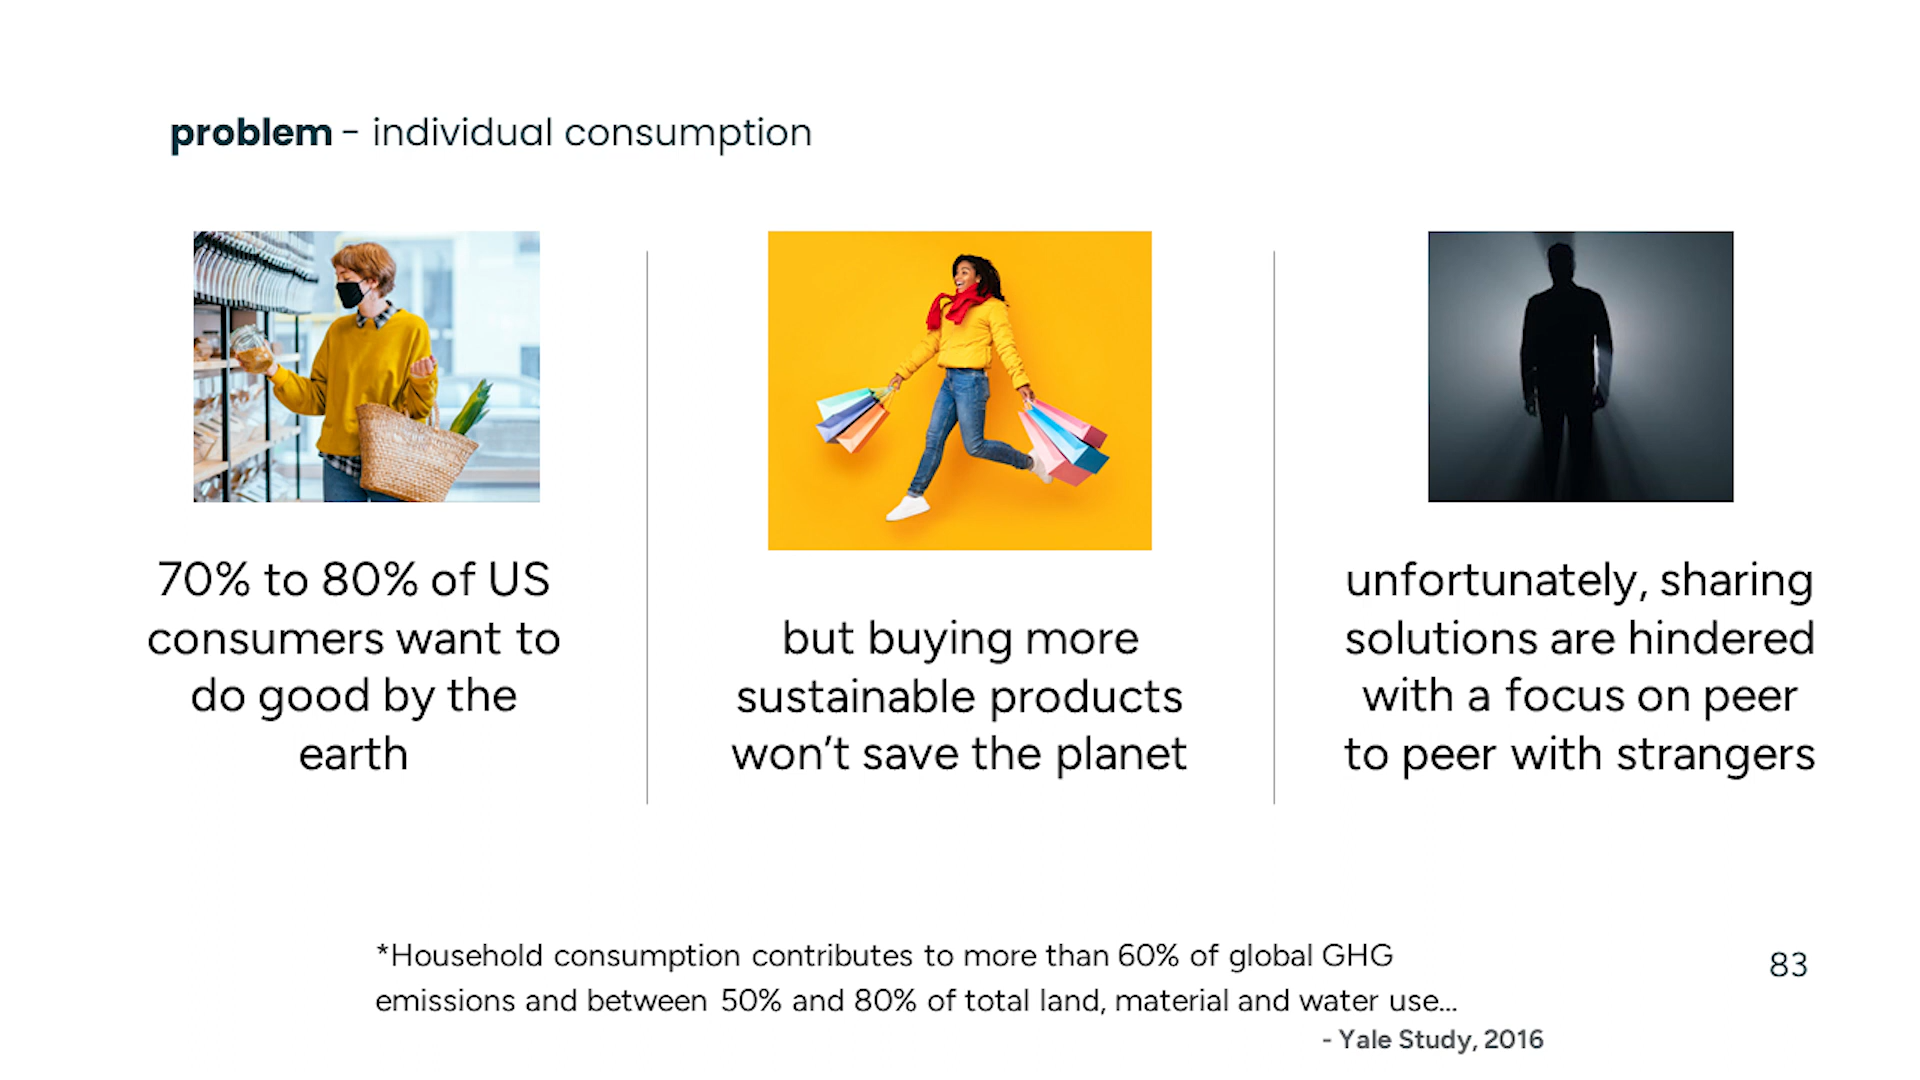 problem - individual consumption
70% to 80% of US
consumers want to
do good by the
earth
but buying more
sustainable products
won’t save the planet
unfortunately, sharing
solutions are hindered
with a focus on peer
to peer with strangers
*Household consumption contributes to more than 60% of global GHG
emissions and between 50% and 80% of total land, material and water use...
- Yale Study, 2016
83